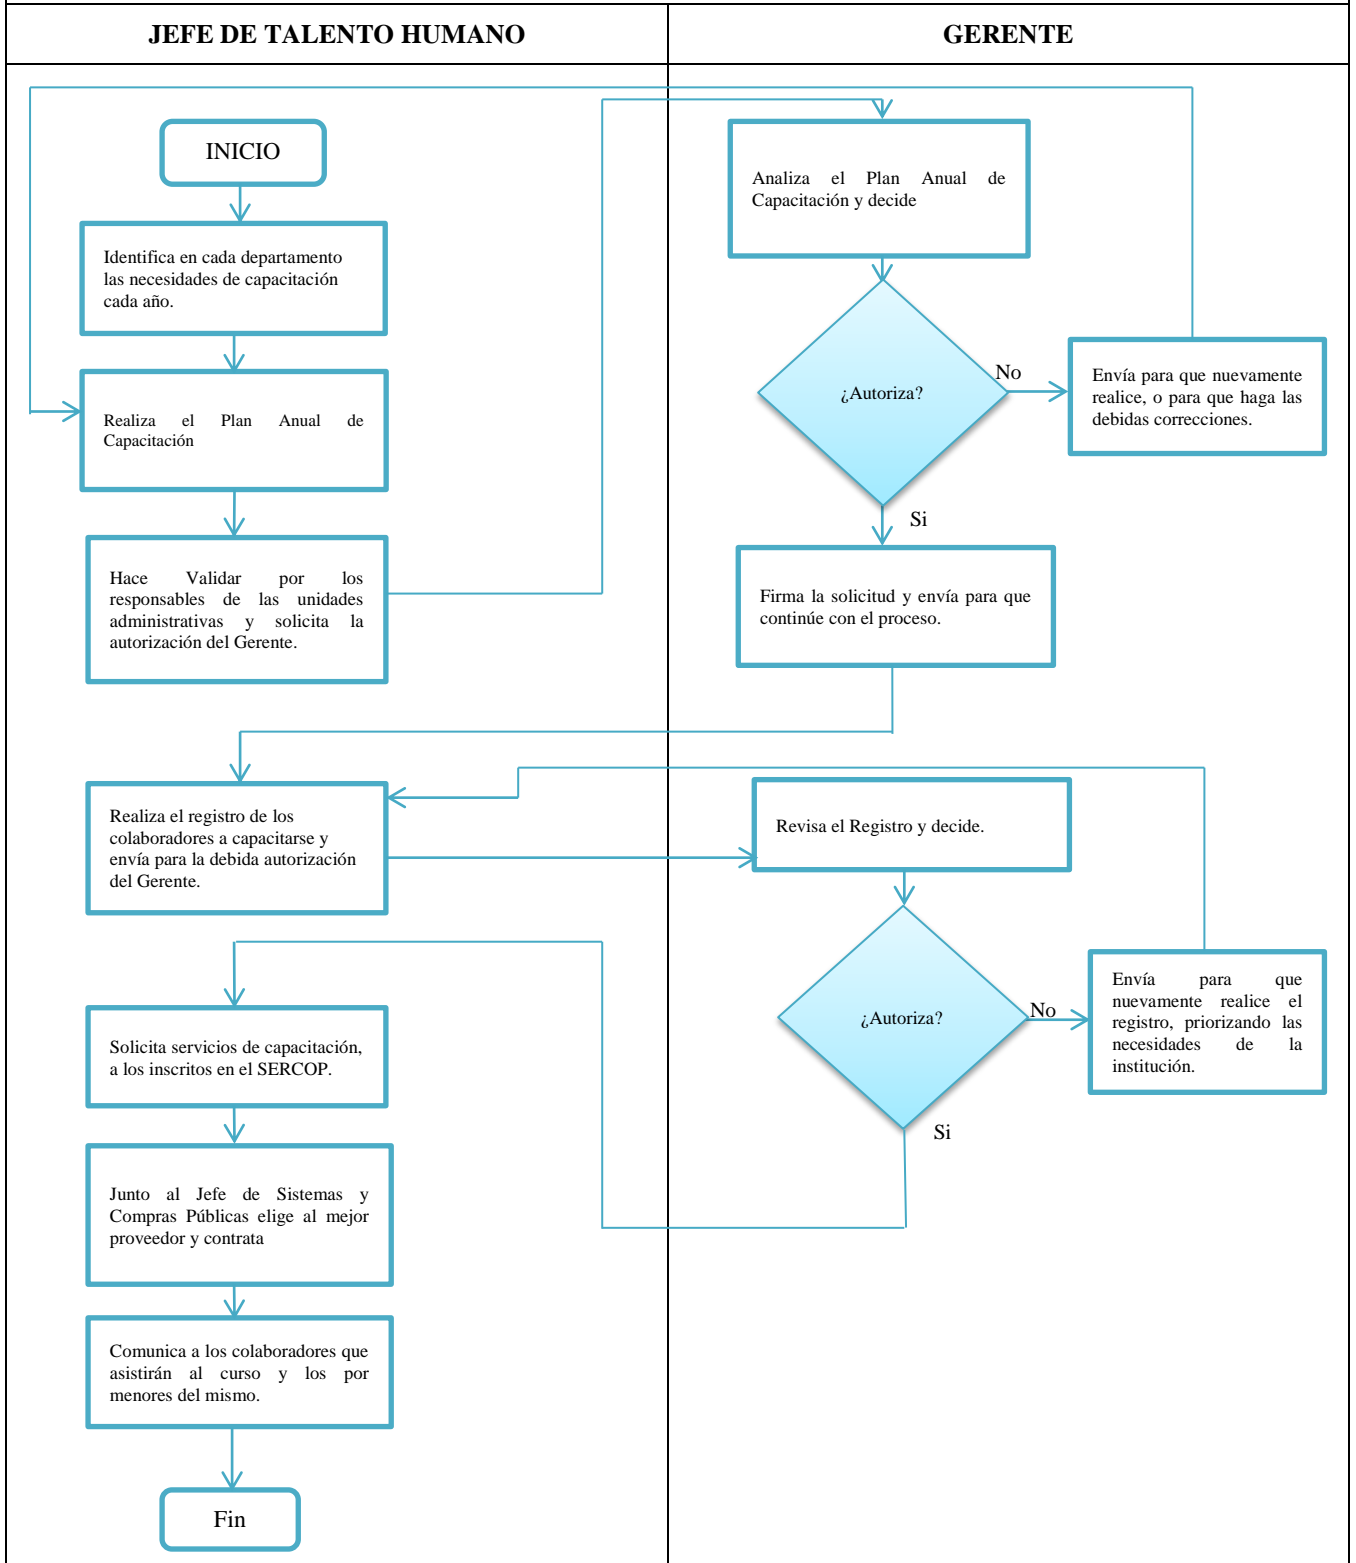 JEFE DE TALENTO HUMANO
GERENTE
INICIO
Identifica en cada departamento
las necesidades de capacitación
cada año.
Realiza el Plan Anual de
Capacitación
Hace Validar por los
responsables de las unidades
administrativas y solicita la
autorización del Gerente.
Analiza el Plan Anual de
Capacitación y decide
¿Autoriza?
No
Envía para que nuevamente
realice, o para que haga las
debidas correcciones.
Si
Firma la solicitud y envía para que
continúe con el proceso.
Realiza el registro de los
colaboradores a capacitarse y
envía para la debida autorización
del Gerente.
Revisa el Registro y decide.
¿Autoriza?
No
Envía para que
nuevamente realice el
registro, priorizando las
necesidades de la
institución.
Si
Solicita servicios de capacitación,
a los inscritos en el SERCOP.
Junto al Jefe de Sistemas y
Compras Públicas elige al mejor
proveedor y contrata
Comunica a los colaboradores que
asistirán al curso y los por
menores del mismo.
Fin